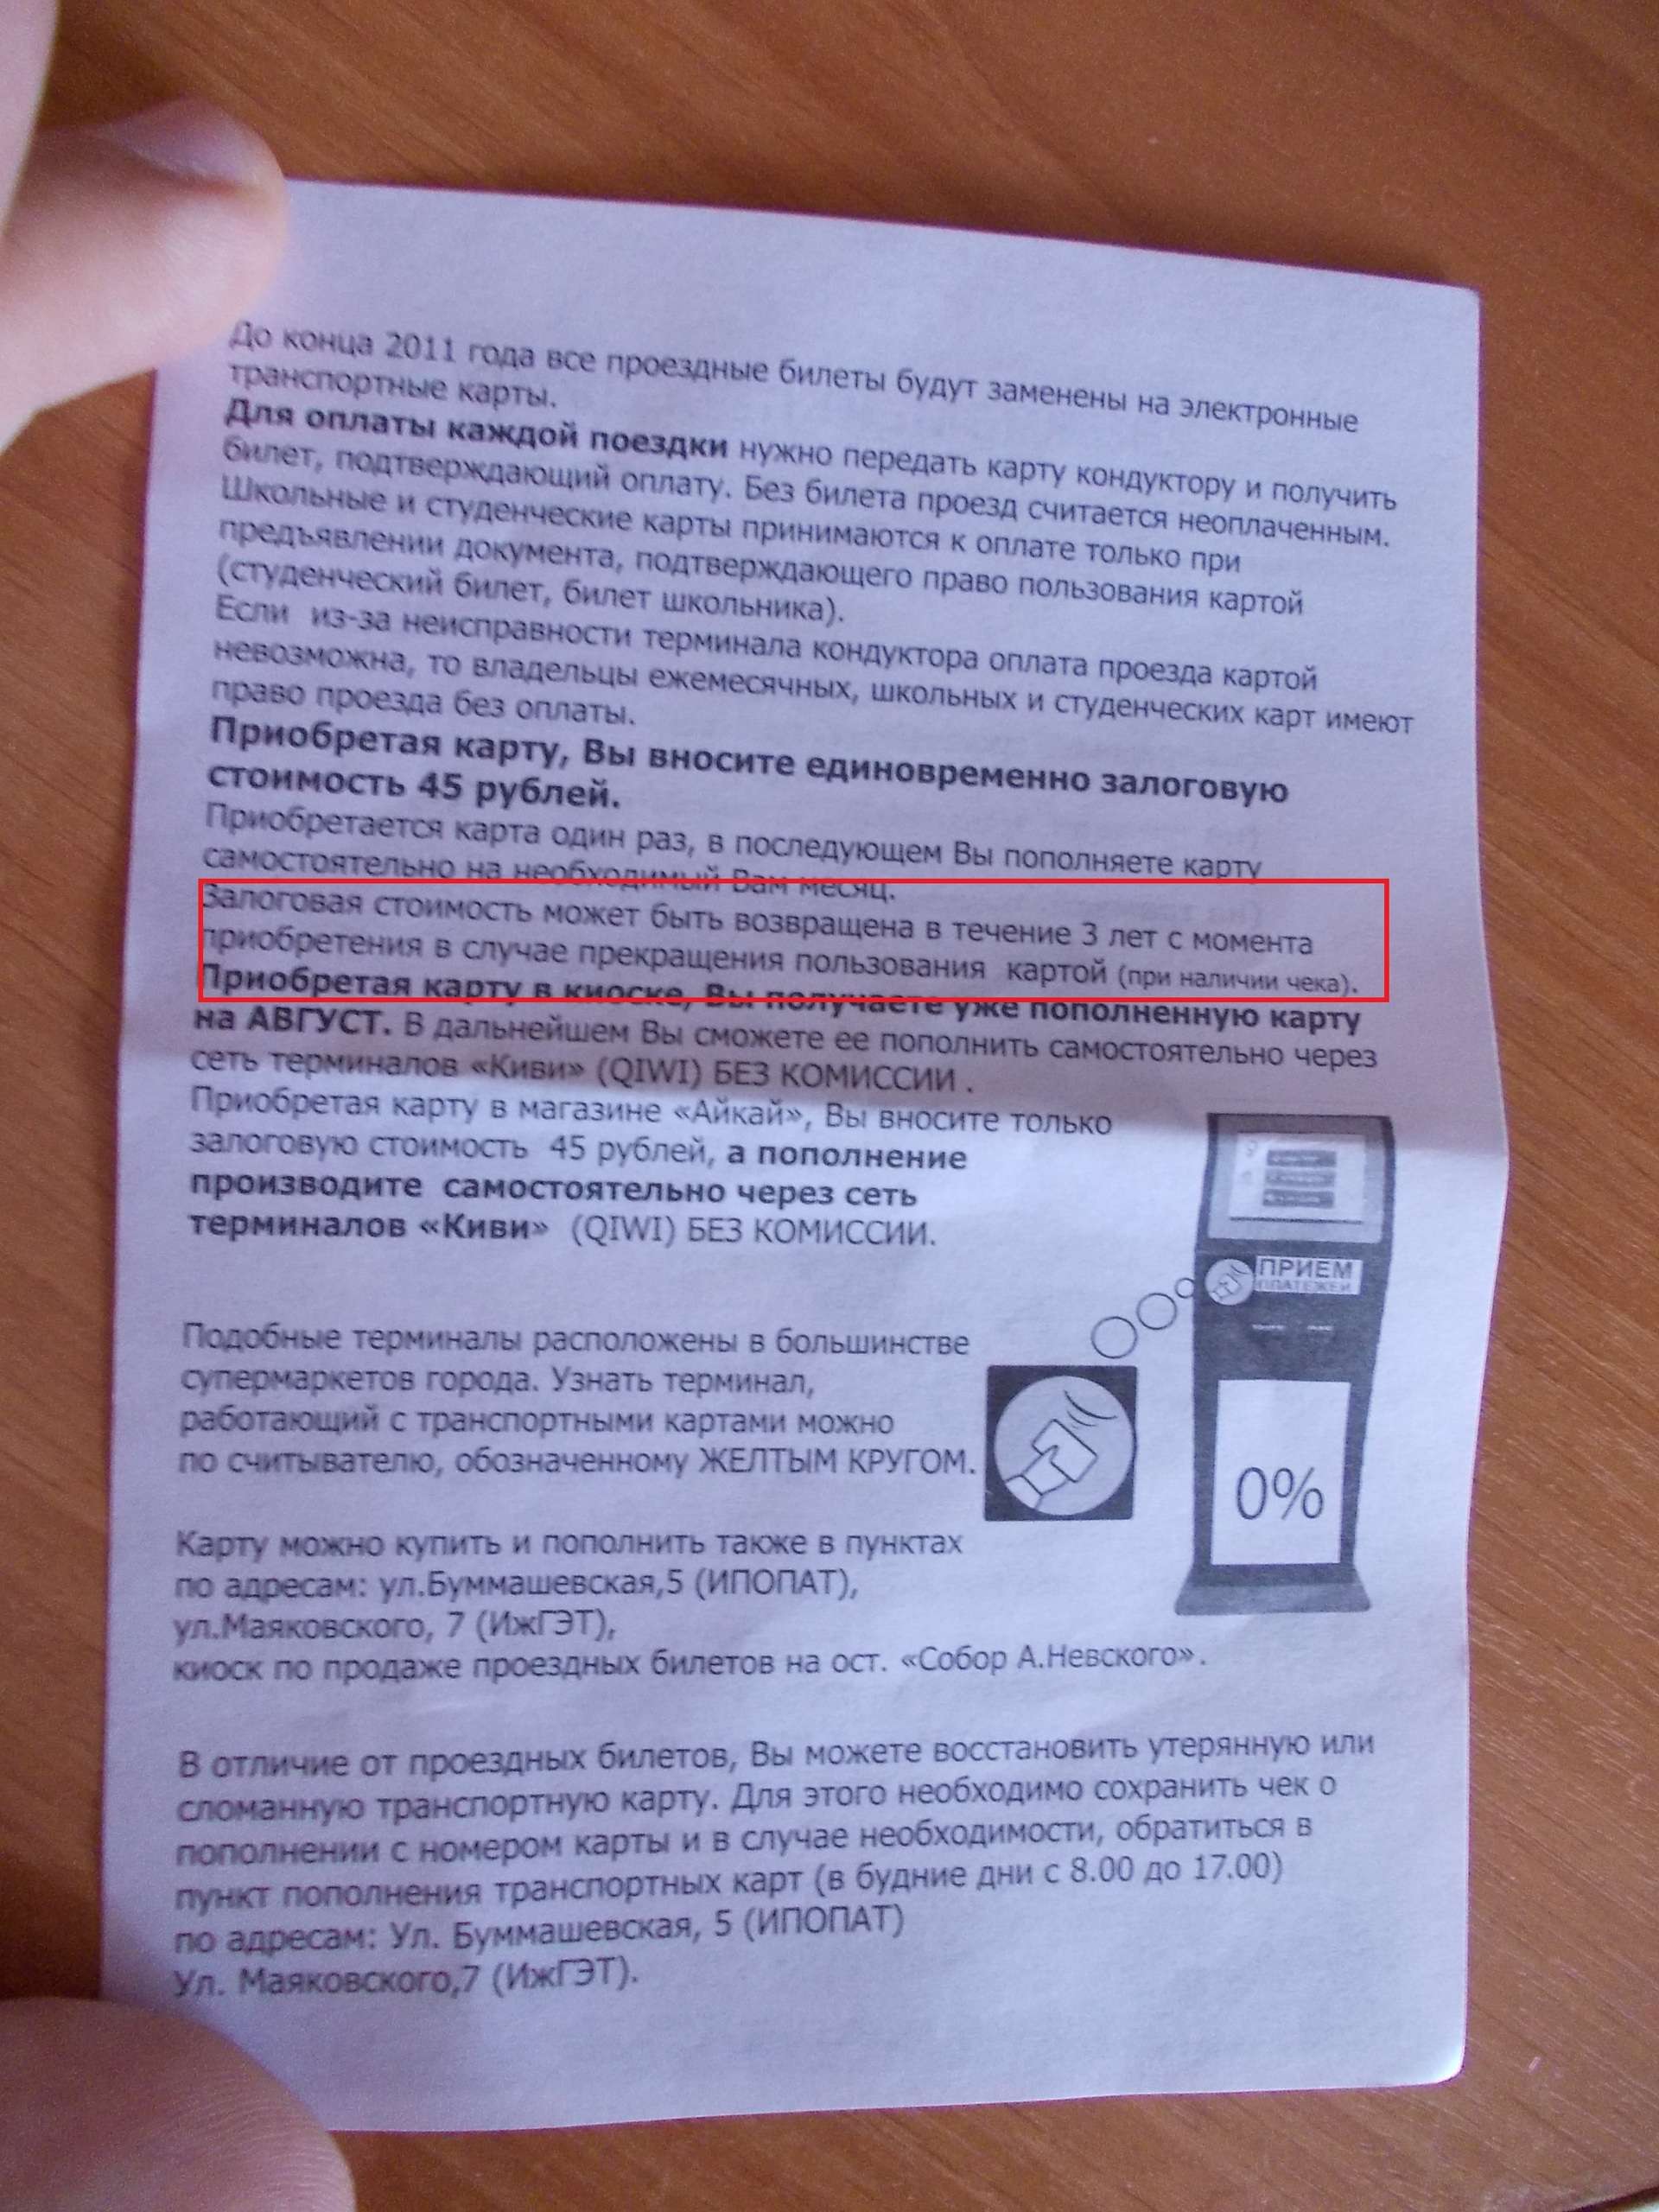 До конца 2011 года все проездные билеты будут заменены на электронные
транспортные карты.
Для оплаты каждой поездки нужно передать карту кондуктору и получить
билет, подтверждающий оплату. Без билета проезд считается неоплаченным.
Школьные и студенческие карты принимаются к оплате только при
предъявлении документа, подтверждающего право пользования картой
(студенческий билет, билет школьника).
Если из-за неисправности терминала кондуктора оплата проезда картой
невозможна, то владельцы ежемесячных, школьных и студенческих карт имеют
право проезда без оплаты.
Приобретая карту, Вы вносите единовременно залоговую
стоимость 45 рублей.
Приобретается карта один раз, в последующем Вы пополняете карту
самостоятельно на необходимый Вам месяц.
Залоговая стоимость может быть возвращена в течение 3 лет с момента
приобретения в случае прекращения пользования картой (при наличии чека).
Приобретая карту в киоске, Вы получаете уже пополненную карту
на АВГУСТ. В дальнейшем Вы сможете ее пополнить самостоятельно через
сеть терминалов «Киви» (QIWI) БЕЗ КОМИССИИ .
Приобретая карту в магазине «Айкай», Вы вносите только
залоговую стоимость 45 рублей, а пополнение
производите самостоятельно через сеть
терминалов «Киви» (QIWI) БЕЗ КОМИССИИ.
ПРИЕМ
ПЛАТЕЖЕЙ
Подобные терминалы расположены в большинстве
супермаркетов города. Узнать терминал,
работающий с транспортными картами можно
по считывателю, обозначенному ЖЕЛТЫМ КРУГОМ.
0%
Карту можно купить и пополнить также в пунктах
по адресам: ул.Буммашевская,5 (ИПОПАТ),
ул.Маяковского, 7 (ИжГЭТ),
киоск по продаже проездных билетов на ост. «Собор А.Невского».
В отличие от проездных билетов, Вы можете восстановить утерянную или
сломанную транспортную карту. Для этого необходимо сохранить чек о
пополнении с номером карты и в случае необходимости, обратиться в
пункт пополнения транспортных карт (в будние дни с 8.00 до 17.00)
по адресам: Ул. Буммашевская, 5 (ИПОПАТ)
Ул. Маяковского,7 (ИжГЭТ).